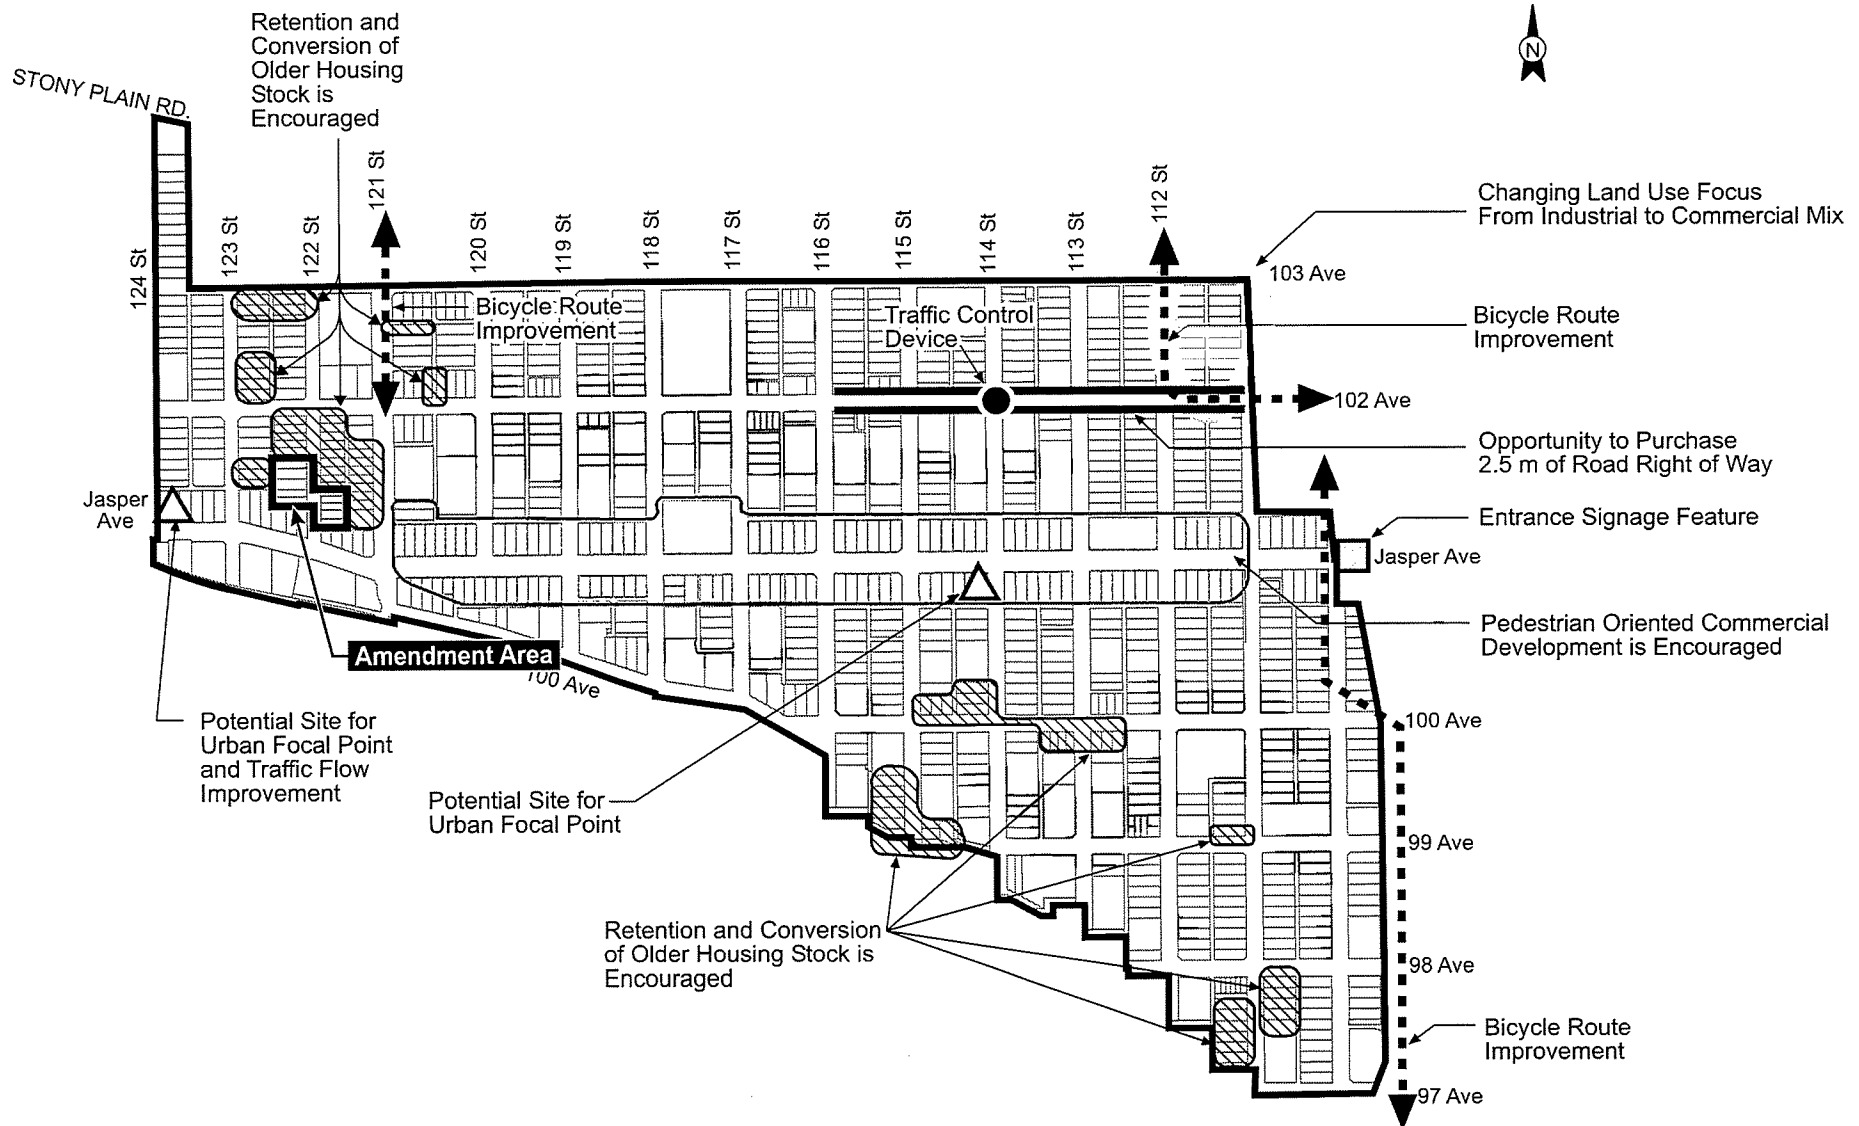 Retention and
Conversion of
Older Housing
Stock is
Encouraged
N
STONY PLAIN RD.
124 St
123 St
122 St
121 St
120 St
119 St
118 St
117 St
116 St
115 St
114 St
113 St
112 St
Changing Land Use Focus
From Industrial to Commercial Mix
103 Ave
Bicycle Route
Improvement
Traffic Control
Device
Bicycle Route
Improvement
102 Ave
Opportunity to Purchase
2.5 m of Road Right of Way
Jasper
Ave
Entrance Signage Feature
Jasper Ave
Pedestrian Oriented Commercial
Development is Encouraged
Amendment Area
100 Ave
Potential Site for
Urban Focal Point
and Traffic Flow
Improvement
100 Ave
Potential Site for
Urban Focal Point
99 Ave
Retention and Conversion
of Older Housing Stock is
Encouraged
98 Ave
Bicycle Route
Improvement
97 Ave